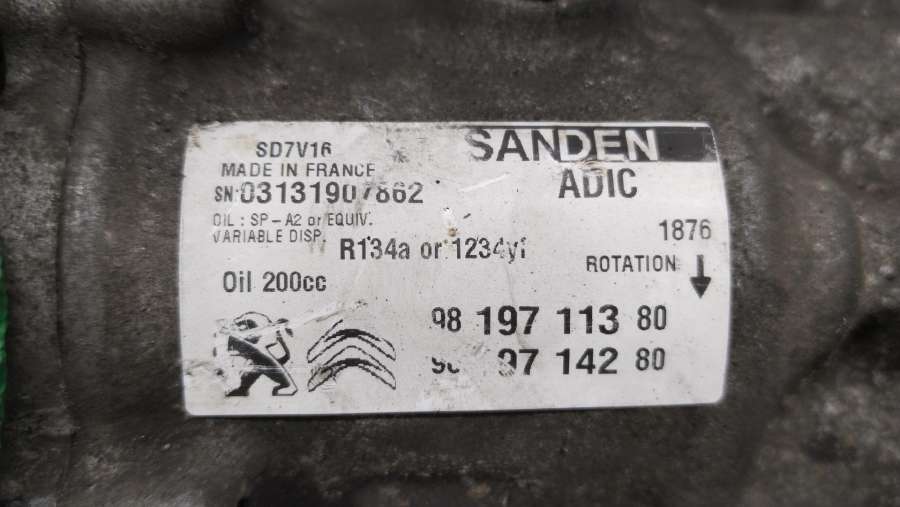 SD7V16
SANDEN
MADE IN FRANCE
ADIC
SN: 03131907862
OIL : SP-A2 or EQUIV.
VARIABLE DISP.
1876
R134a or 1234yf
ROTATION
Oil 200cc
98 197 113 80
97 142 80